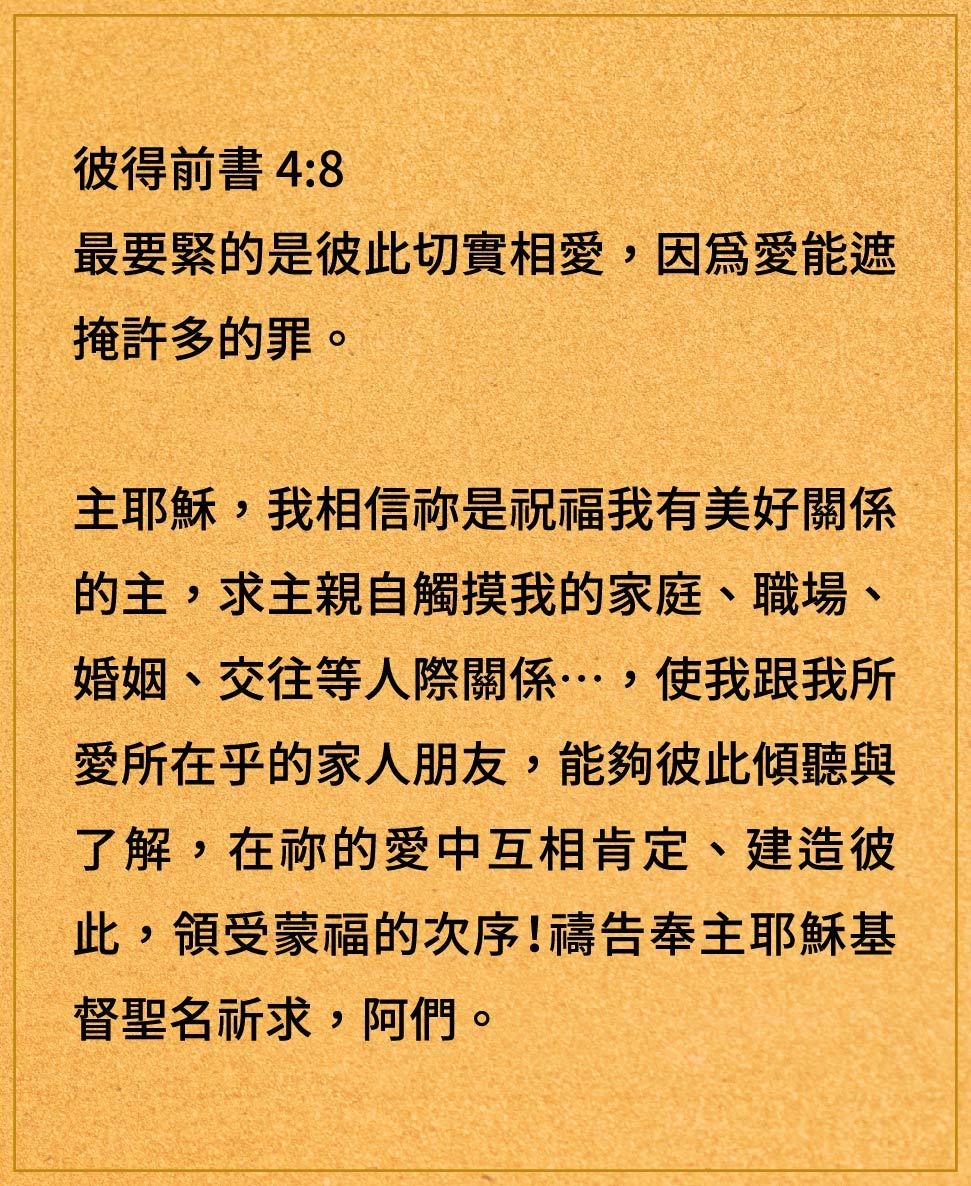 彼得前書 4:8
最要緊的是彼此切實相愛，因爲愛能遮
掩許多的罪。
主耶穌，我相信祢是祝福我有美好關係
的主，求主親自觸摸我的家庭、職場、
婚姻、交往等人際關係…，使我跟我所
愛所在乎的家人朋友，能夠彼此傾聽與
了解，在祢的愛中互相肯定、建造彼
此，領受蒙福的次序！禱告奉主耶穌基
督聖名祈求，阿們。